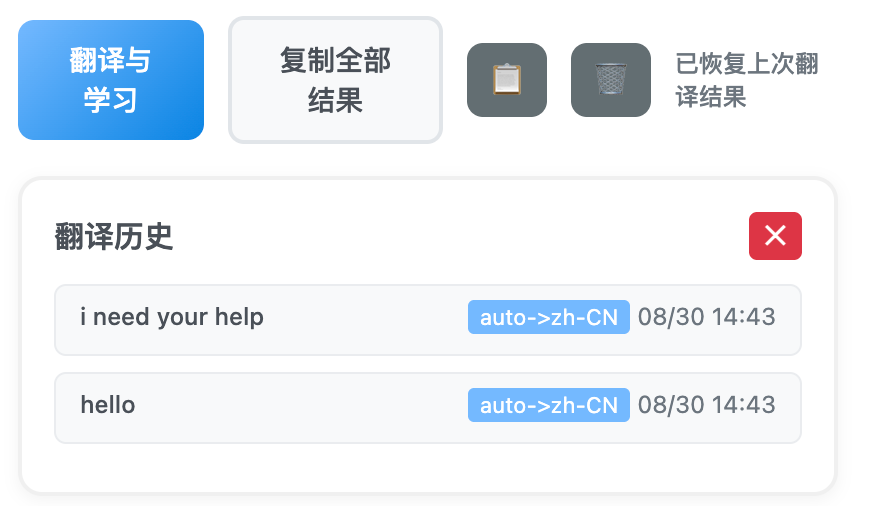 翻译与
学习
复制全部
结果
已恢复上次翻
译结果
翻译历史
i need your help auto->zh-CN 08/30 14:43
hello auto->zh-CN 08/30 14:43